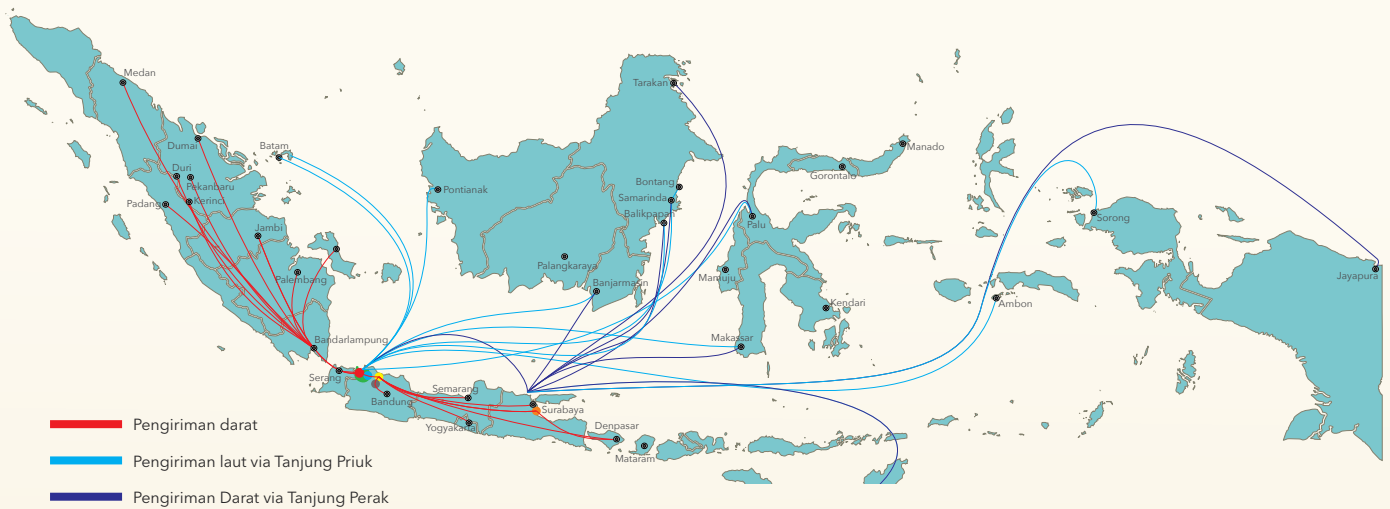 Medan
Dumai
Batam
Duri
Pekanbaru
Padang
Kerinci
Jambi
Palembang
Bandarlampung
Serang
Bandung
Semarang
Yogyakarta
Surabaya
Denpasar
Mataram
Pontianak
Palangkaraya
Banjarmasin
Tarakan
Bontang
Samarinda
Balikpapan
Palu
Mamuju
Makassar
Kendari
Gorontalo
Manado
Ambon
Sorong
Jayapura
Pengiriman darat
Pengiriman laut via Tanjung Priuk
Pengiriman Darat via Tanjung Perak